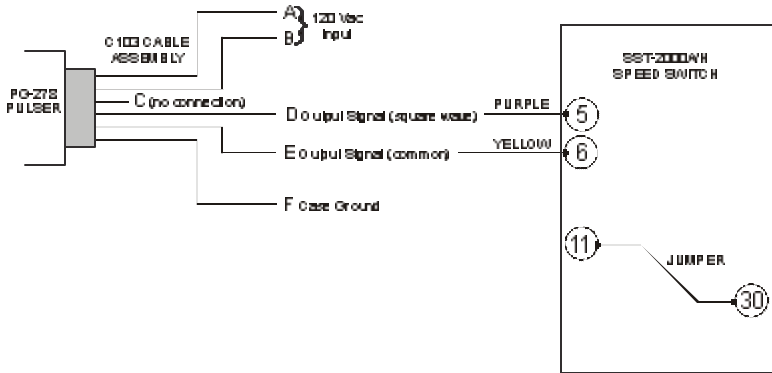 A
120 Vac
Input
B
C103 CABLE
ASSEMBLY
SST-2000A/H
SPEED SWITCH
PG-278
PULSER
C (no connection)
D Output Signal (square wave)
PURPLE
5
E Output Signal (common)
YELLOW
6
F Case Ground
11
JUMPER
30